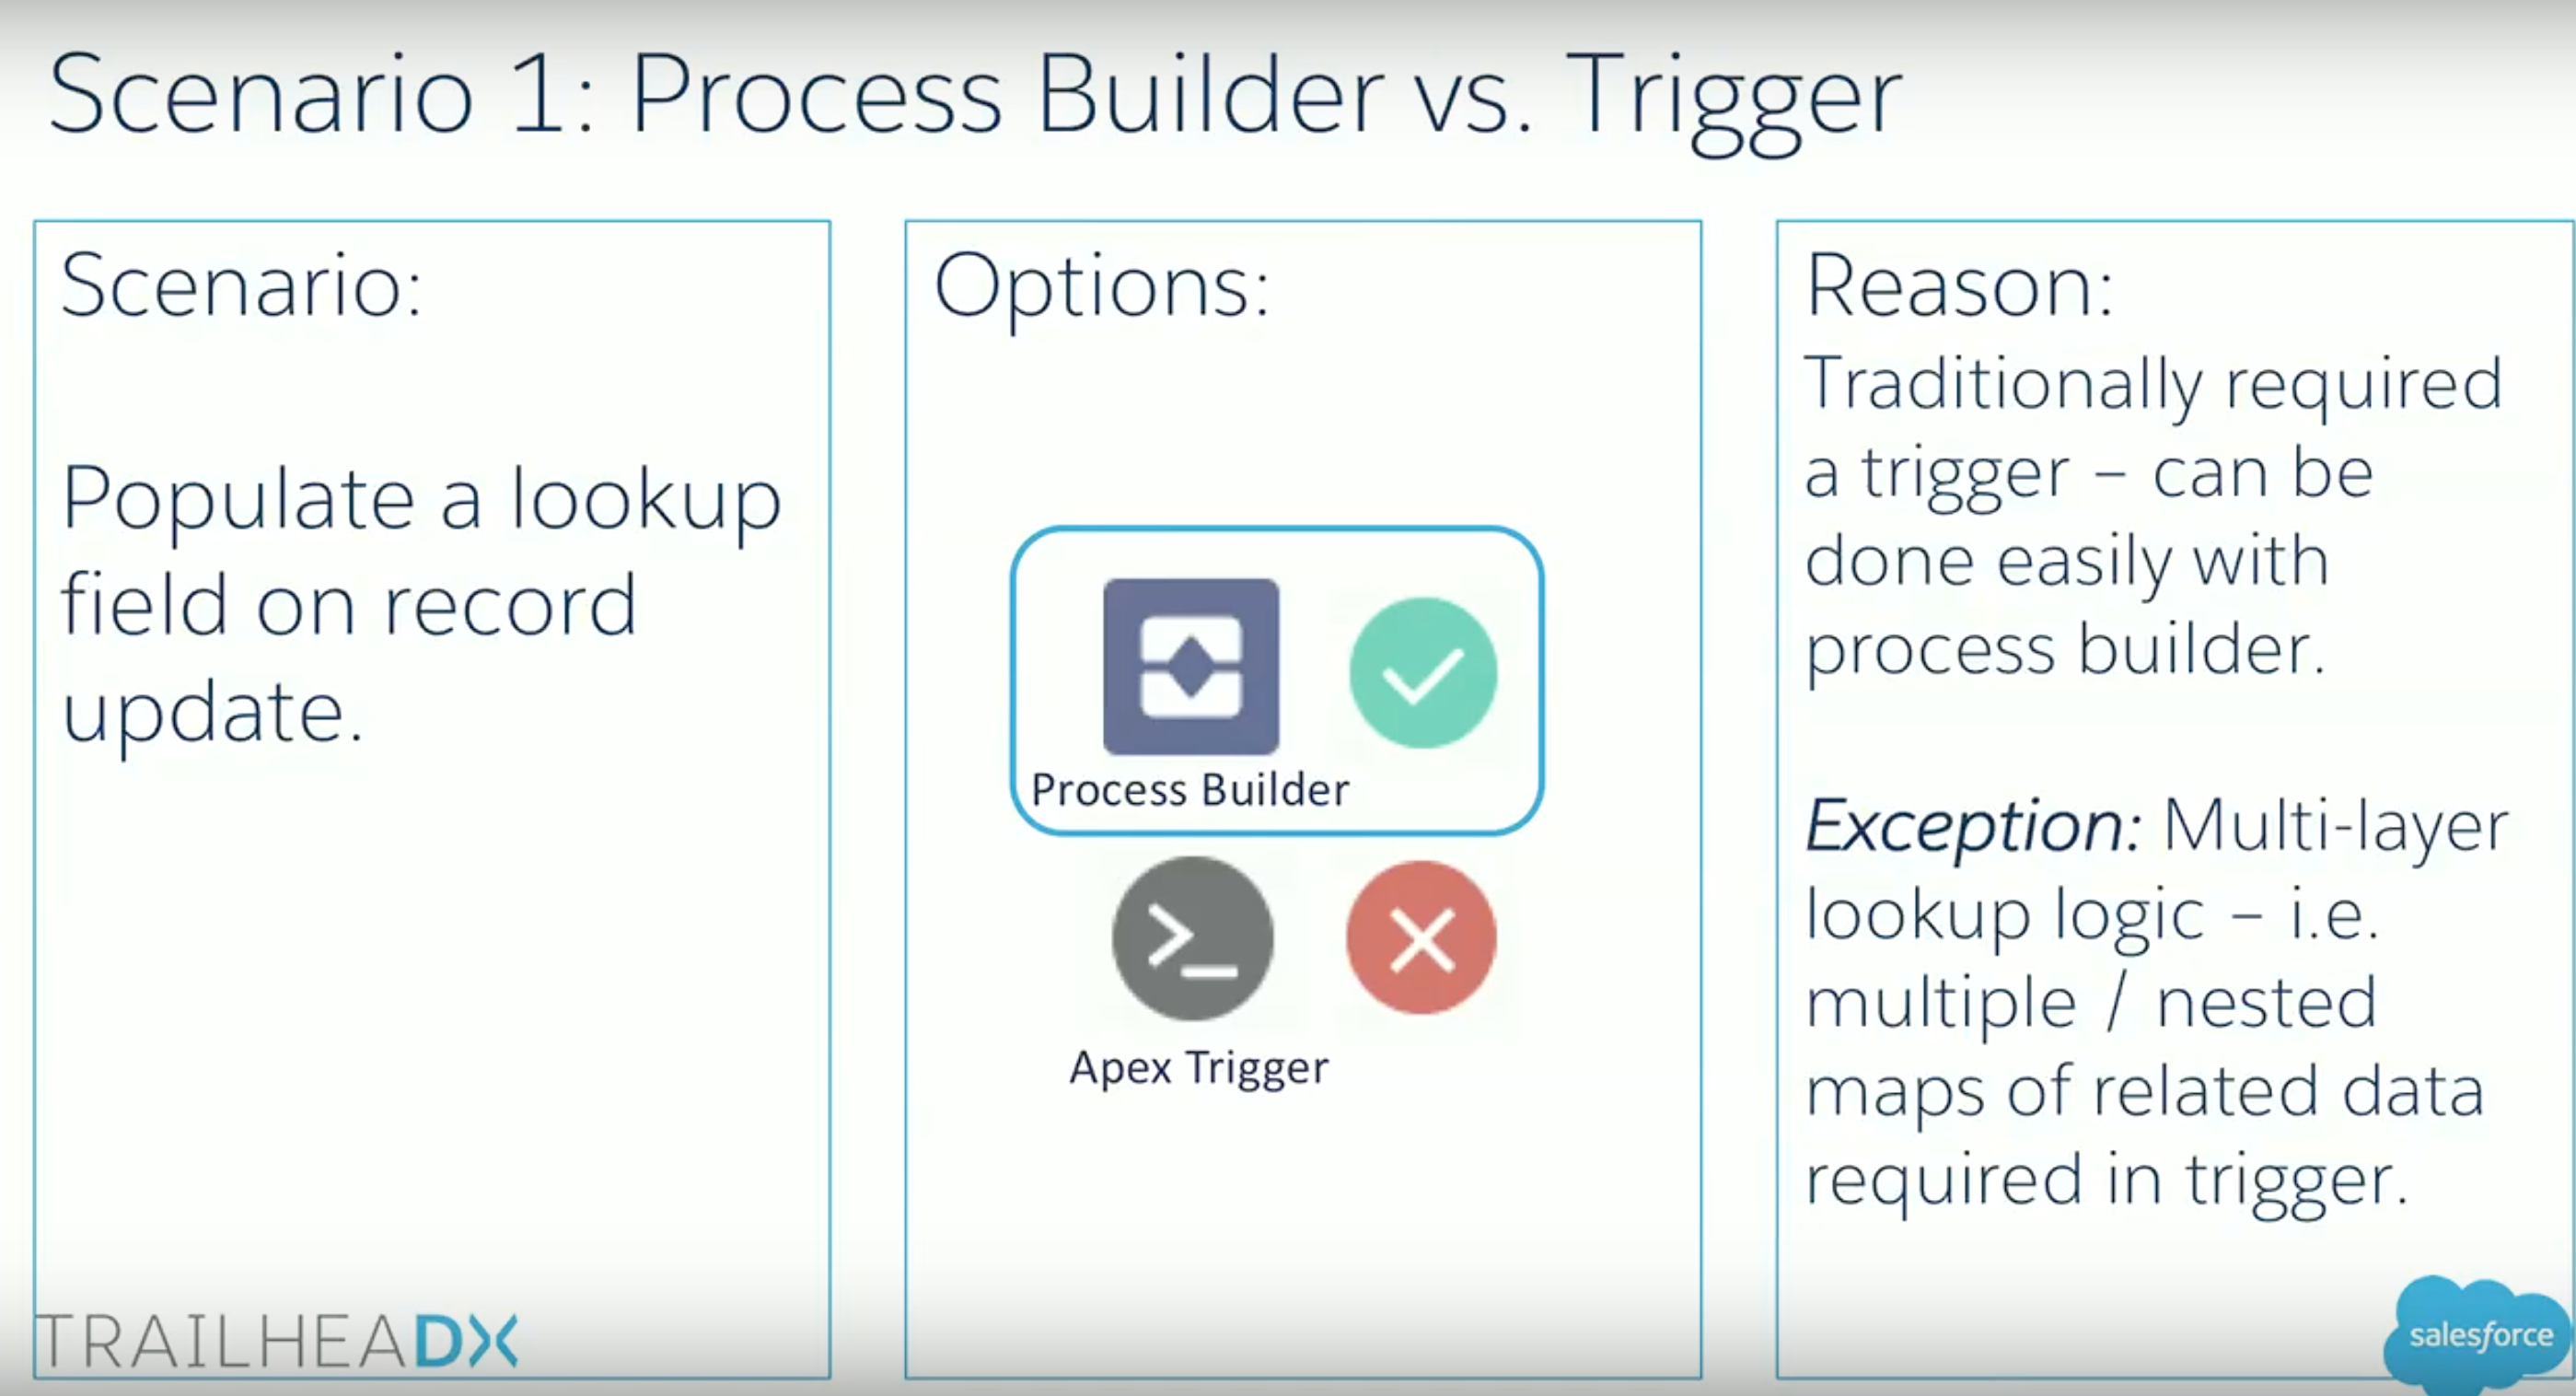 Scenario 1: Process Builder vs. Trigger
Scenario:
Populate a lookup
field on record
update.
Options:
Process Builder
Apex Trigger
Reason:
Traditionally required
a trigger – can be
done easily with
process builder.
Exception: Multi-layer
lookup logic – i.e.
multiple / nested
maps of related data
required in trigger.
TRAILHEADX
salesforce